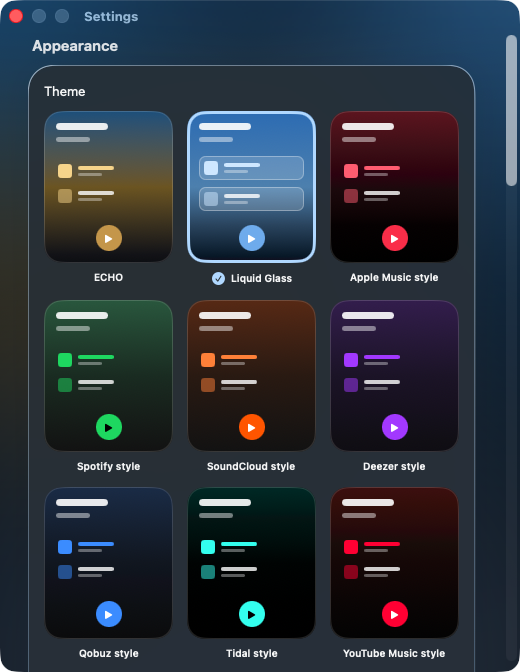 Settings
Appearance
Theme
ECHO
Liquid Glass
Apple Music style
Spotify style
SoundCloud style
Deezer style
Qobuz style
Tidal style
YouTube Music style